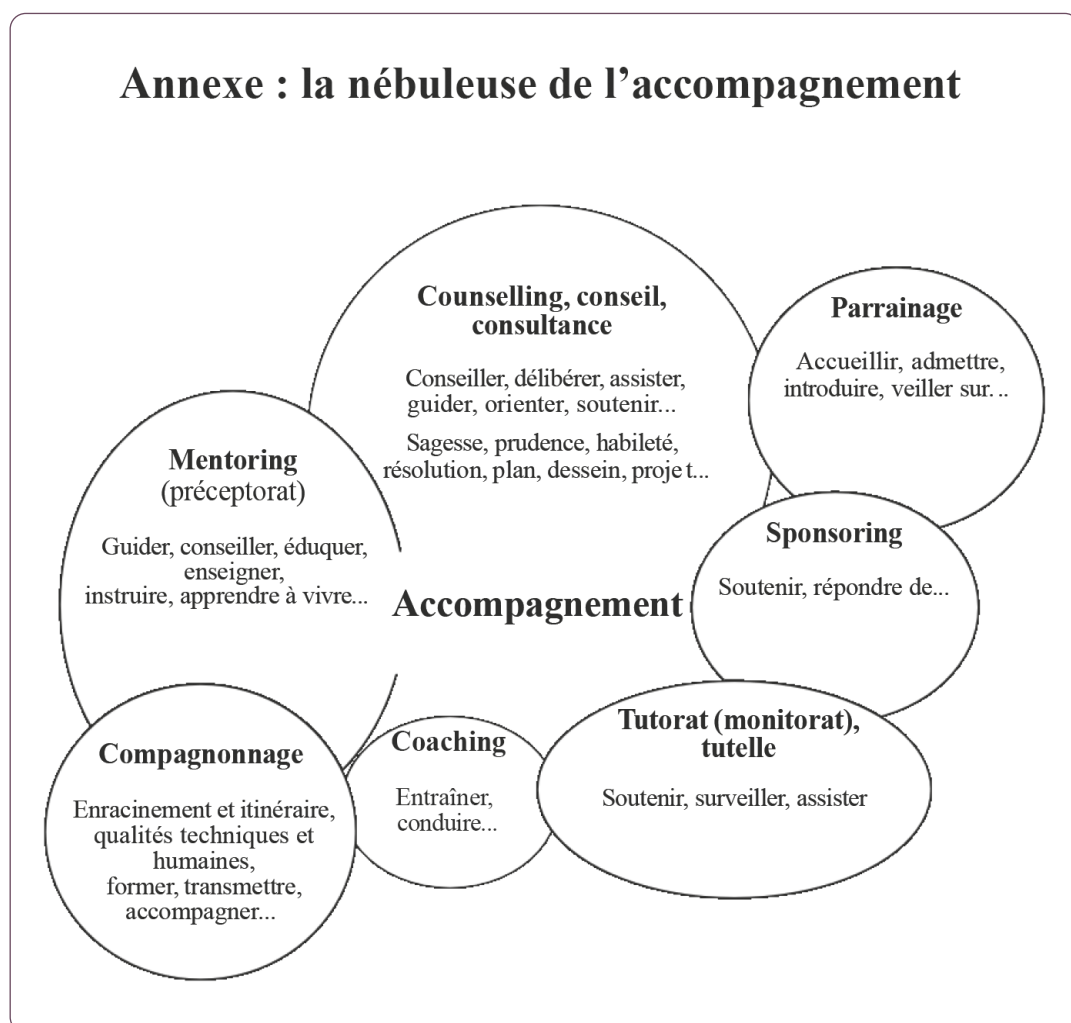 Annexe : la nébuleuse de l’accompagnement
Counselling, conseil,
consultance
Conseiller, délibérer, assister,
guider, orienter, soutenir...
Sagesse, prudence, habileté,
résolution, plan, dessein, projet...
Parrainage
Accueillir, admettre,
introduire, veiller sur...
Mentoring
(préceptorat)
Guider, conseiller, éduquer,
enseigner,
instruire, apprendre à vivre...
Sponsoring
Soutenir, répondre de...
Accompagnement
Compagnonnage
Enracinement et itinéraire,
qualités techniques et
humaines,
former, transmettre,
accompagner...
Coaching
Entraîner,
conduire...
Tutorat (monitorat),
tutelle
Soutenir, surveiller, assister